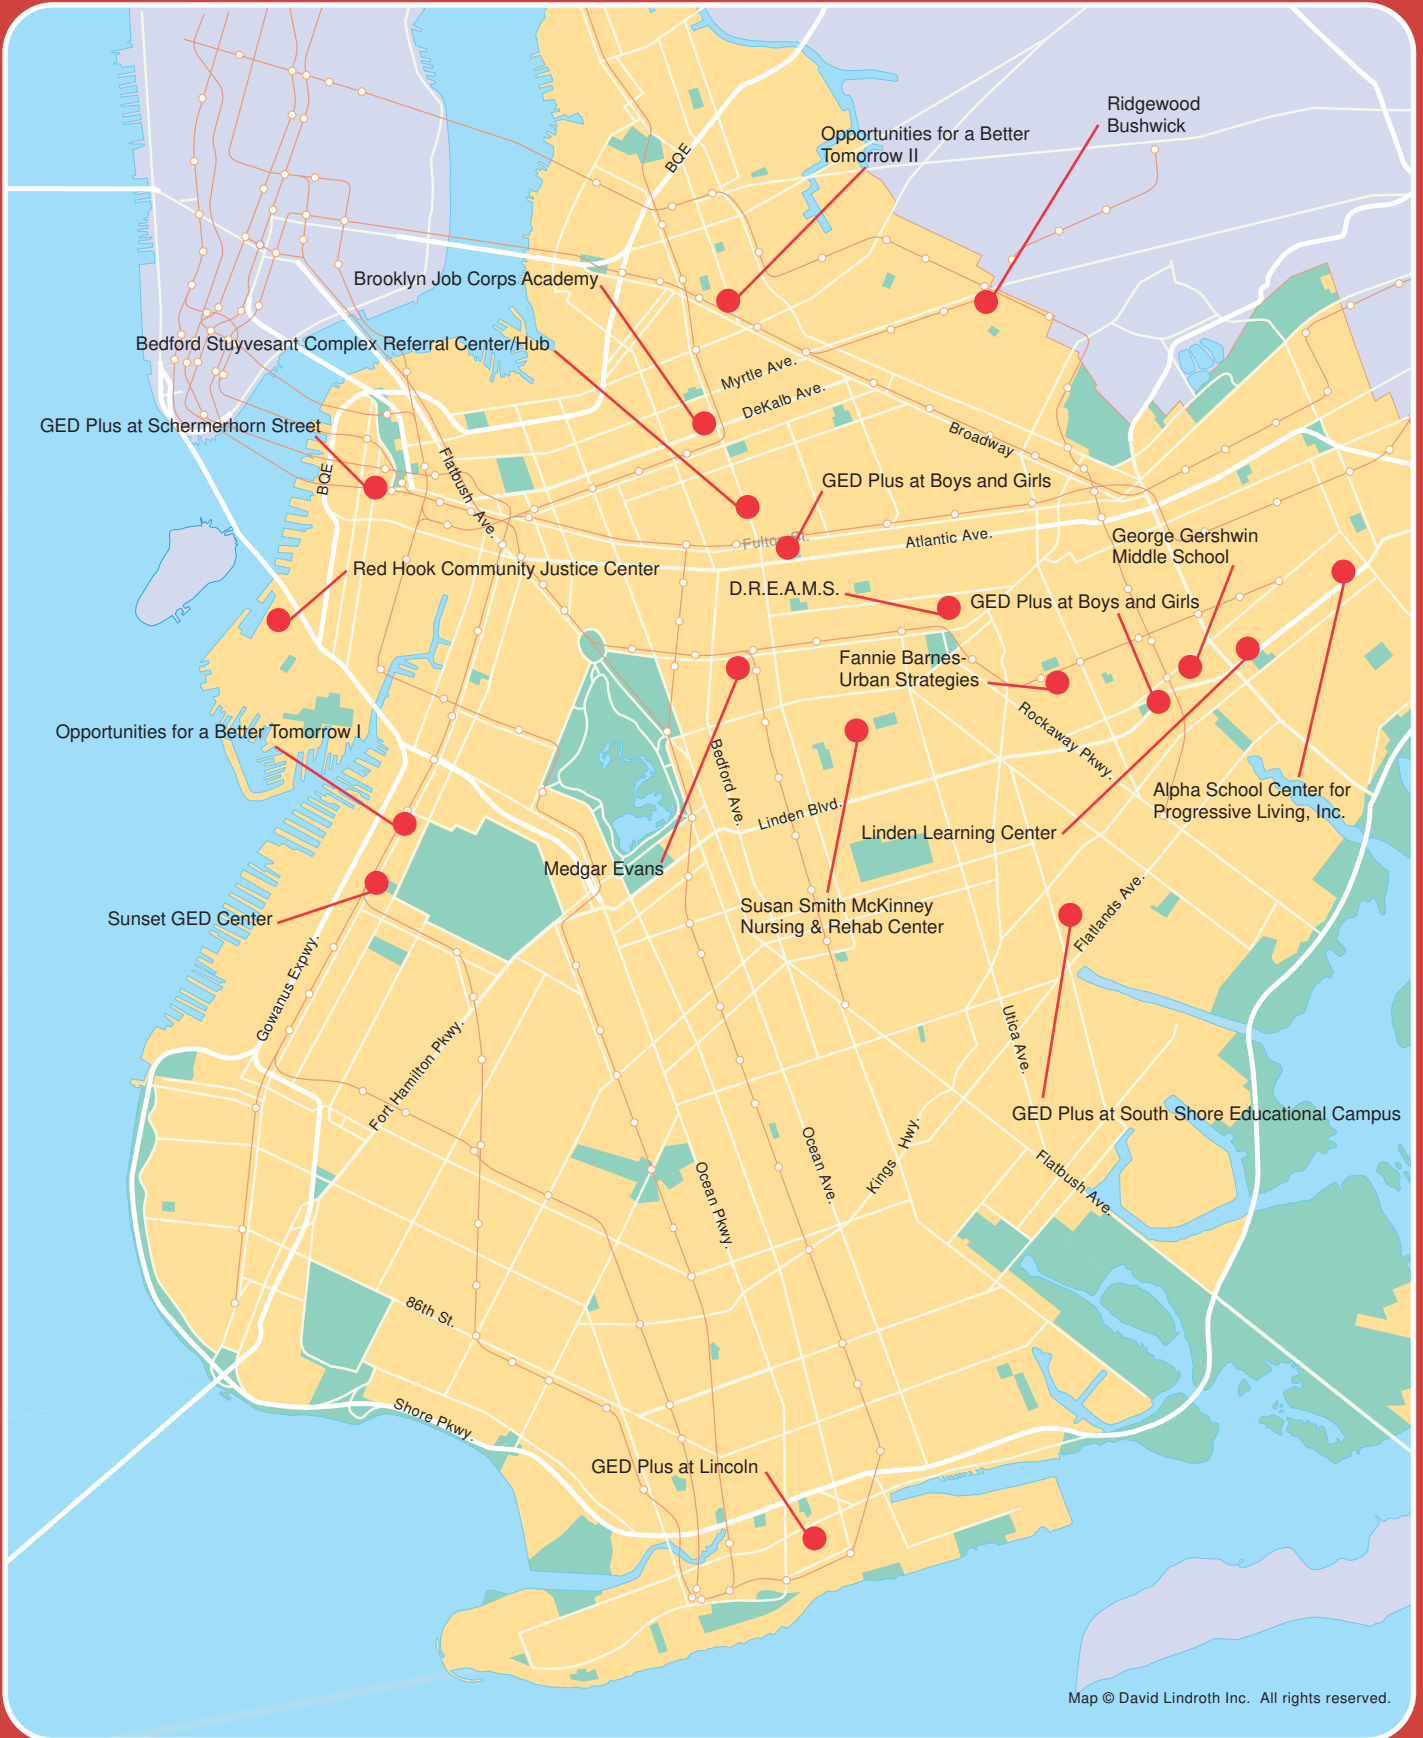 Ridgewood
Bushwick
Opportunities for a Better
Tomorrow II
BQE
Brooklyn Job Corps Academy
Bedford Stuyvesant Complex Referral Center/Hub
Myrtle Ave.
DeKalb Ave.
GED Plus at Schermerhorn Street
Broadway
BQE
Flatbush Ave.
GED Plus at Boys and Girls
Fulton St.
Atlantic Ave.
George Gershwin
Middle School
Red Hook Community Justice Center
D.R.E.A.M.S.
GED Plus at Boys and Girls
Fannie Barnes-
Urban Strategies
Rockaway Pkwy.
Opportunities for a Better Tomorrow I
Bedford Ave.
Linden Blvd.
Alpha School Center for
Progressive Living, Inc.
Linden Learning Center
Medgar Evans
Susan Smith McKinney
Nursing & Rehab Center
Sunset GED Center
Flatlands Ave.
Gowanus Expwy.
Fort Hamilton Pkwy.
Utica Ave.
GED Plus at South Shore Educational Campus
Ocean Pkwy.
Ocean Ave.
Kings Hwy.
Flatbush Ave.
86th St.
Shore Pkwy.
GED Plus at Lincoln
Map © David Lindroth Inc. All rights reserved.